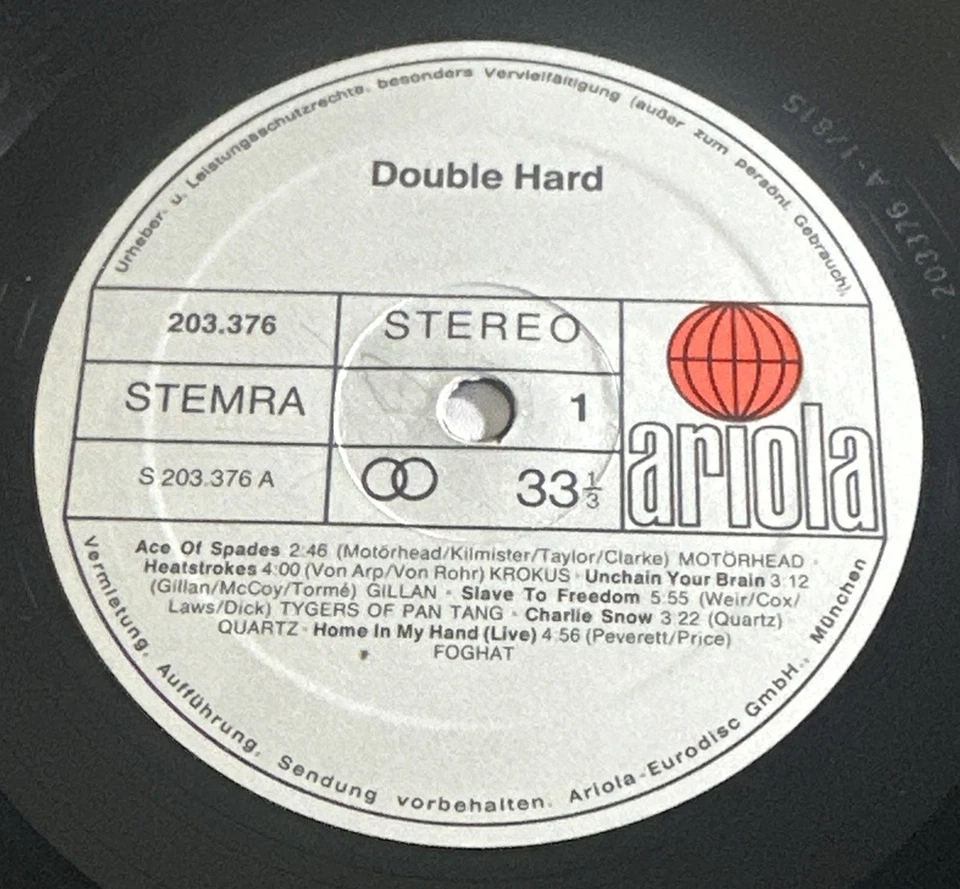 Urheber- u. Leistungsschutzrechte, besonders Vervielfältigung (außer zum persönl. Gebrauch),
Double Hard
203.376
STEREO
STEMRA
1
S 203.376 A
33 1/3
ariola
Ace Of Spades 2:46 (Motörhead/Kilmister/Taylor/Clarke) MOTÖRHEAD ·
Heatstrokes 4:00 (Von Arp/Von Rohr) KROKUS · Unchain Your Brain 3:12
(Gillan/McCoy/Tormé) GILLAN · Slave To Freedom 5:55 (Weir/Cox/
Laws/Dick) TYGERS OF PAN TANG · Charlie Snow 3:22 (Quartz)
QUARTZ · Home In My Hand (Live) 4:56 (Peverett/Price)
FOGHAT
Vermietung, Aufführung, Sendung vorbehalten. Ariola-Eurodisc GmbH., München
203376 A-1/81S